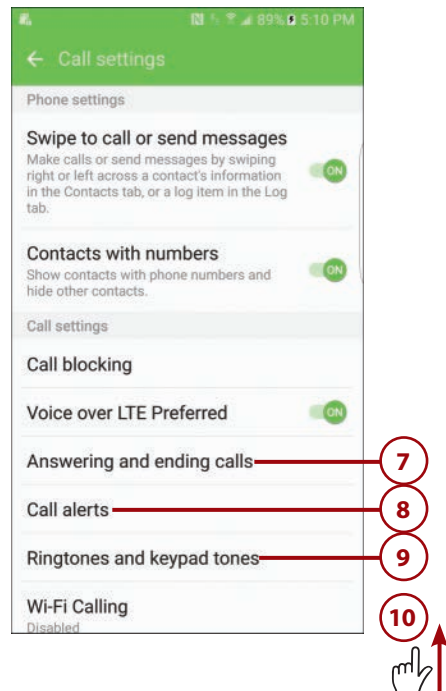 89% 5:10 PM
Call settings
Phone settings
Swipe to call or send messages
Make calls or send messages by swiping
right or left across a contact's information
in the Contacts tab, or a log item in the Log
tab.
ON
Contacts with numbers
Show contacts with phone numbers and
hide other contacts.
ON
Call settings
Call blocking
Voice over LTE Preferred
ON
Answering and ending calls
7
Call alerts
8
Ringtones and keypad tones
9
Wi-Fi Calling
Disabled
10